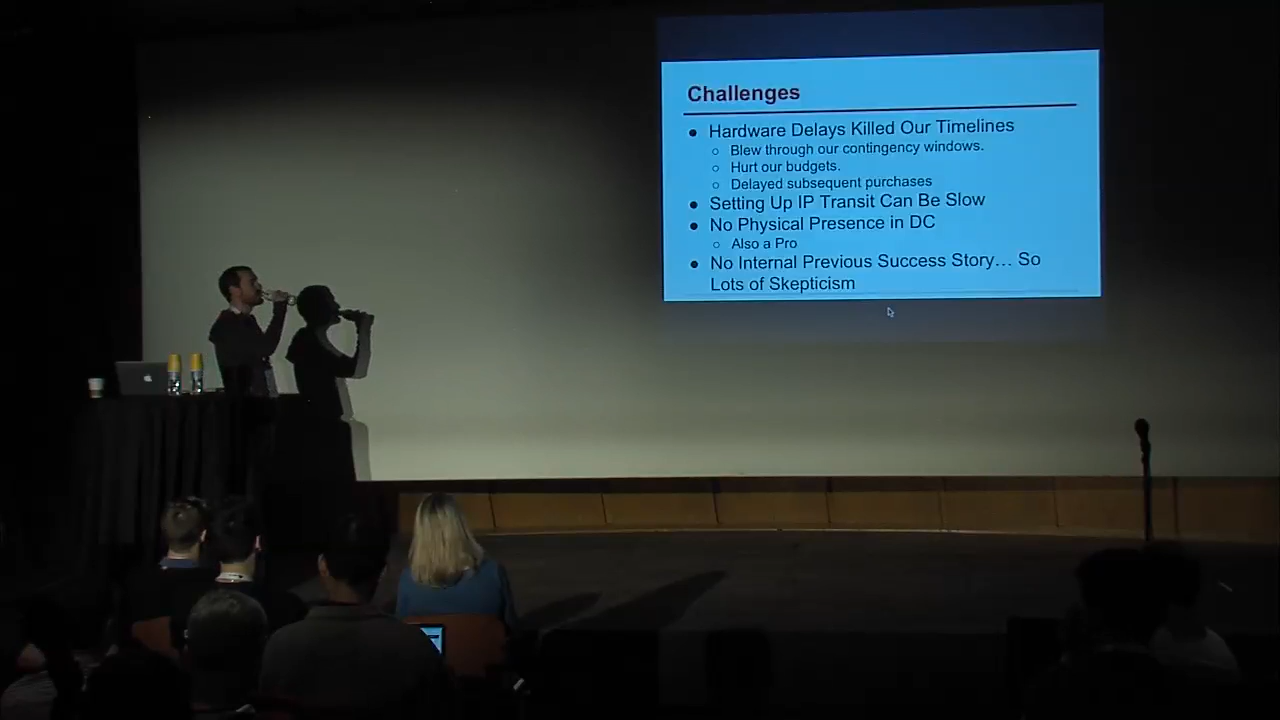 Challenges
● Hardware Delays Killed Our Timelines
○ Blew through our contingency windows.
○ Hurt our budgets.
○ Delayed subsequent purchases
● Setting Up IP Transit Can Be Slow
● No Physical Presence in DC
○ Also a Pro
● No Internal Previous Success Story… So
Lots of Skepticism